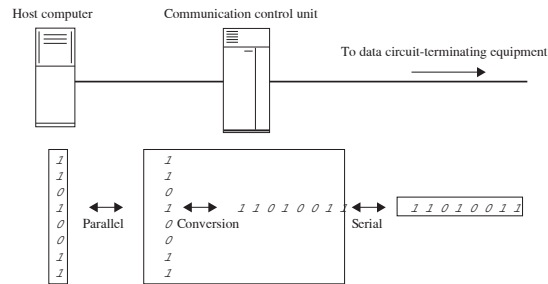 Host computer
Communication control unit
To data circuit-terminating equipment
1 1
1 1
0 0
1 1 1 1 0 1 0 0 1 1 1 1 0 1 0 0 1 1
0 0
Parallel Conversion Serial
0 0
1 1
1 1